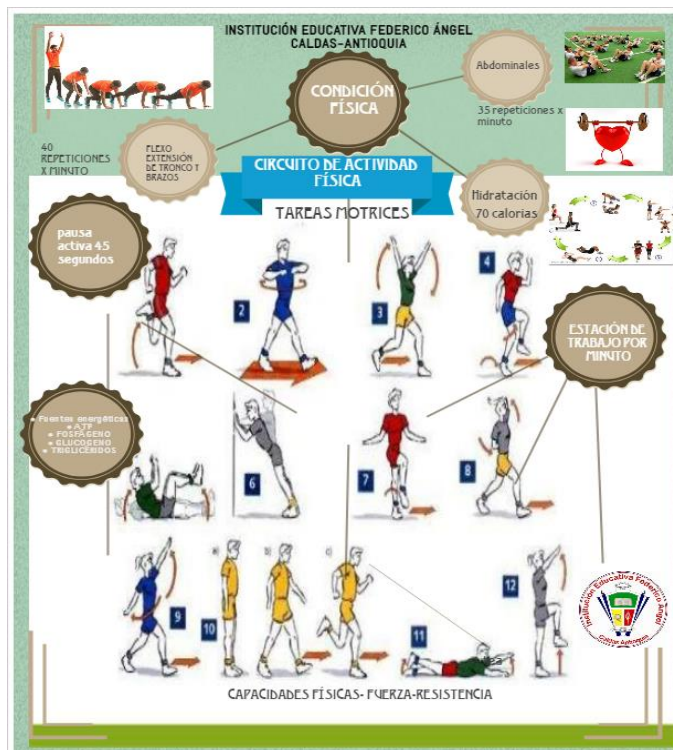 INSTITUCIÓN EDUCATIVA FEDERICO ÁNGEL
CALDAS-ANTIOQUIA
CONDICIÓN
FÍSICA
Abdominales
35 repeticiones x
minuto
40
REPETICIONES
X MINUTO
FLEXO
EXTENSIÓN
DE TRONCO Y
BRAZOS
CIRCUITO DE ACTIVIDAD
FÍSICA
TAREAS MOTRICES
Hidratación
70 calorías
pausa
activa 45
segundos
2
3
4
ESTACIÓN DE
TRABAJO POR
MINUTO
• Fuentes energéticas
• ATP
• FOSFÁGENO
• GLUCOGENO
• TRIGLICÉRIDOS
6
7
8
9
10
a)
b)
c)
11
12
Institución Educativa Federico Ángel
Caldas Antioquia
CAPACIDADES FÍSICAS- FUERZA-RESISTENCIA